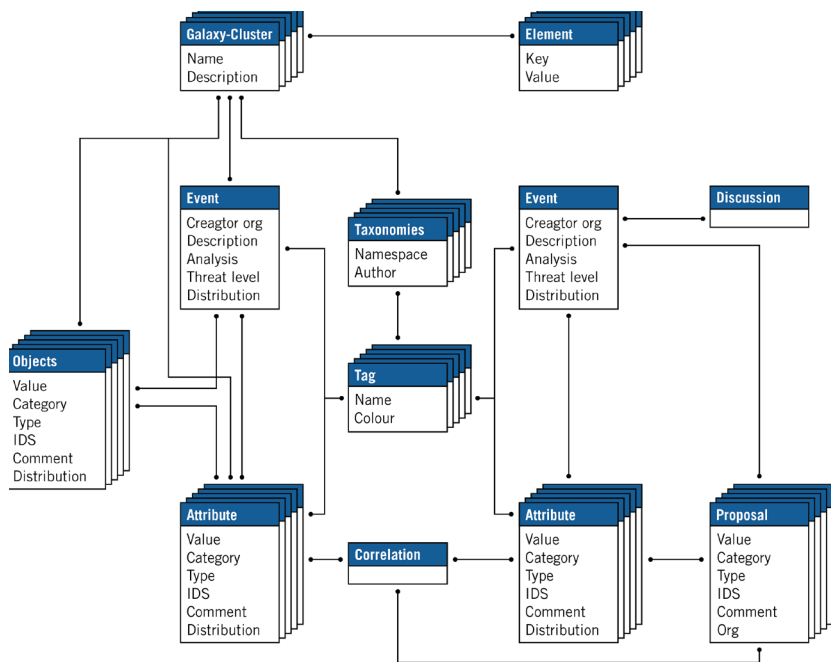 Galaxy-Cluster
Name
Description
Element
Key
Value
Event
Creagtor org
Description
Analysis
Threat level
Distribution
Taxonomies
Namespace
Author
Event
Creagtor org
Description
Analysis
Threat level
Distribution
Discussion
Objects
Value
Category
Type
IDS
Comment
Distribution
Tag
Name
Colour
Attribute
Value
Category
Type
IDS
Comment
Distribution
Correlation
Attribute
Value
Category
Type
IDS
Comment
Distribution
Proposal
Value
Category
Type
IDS
Comment
Org